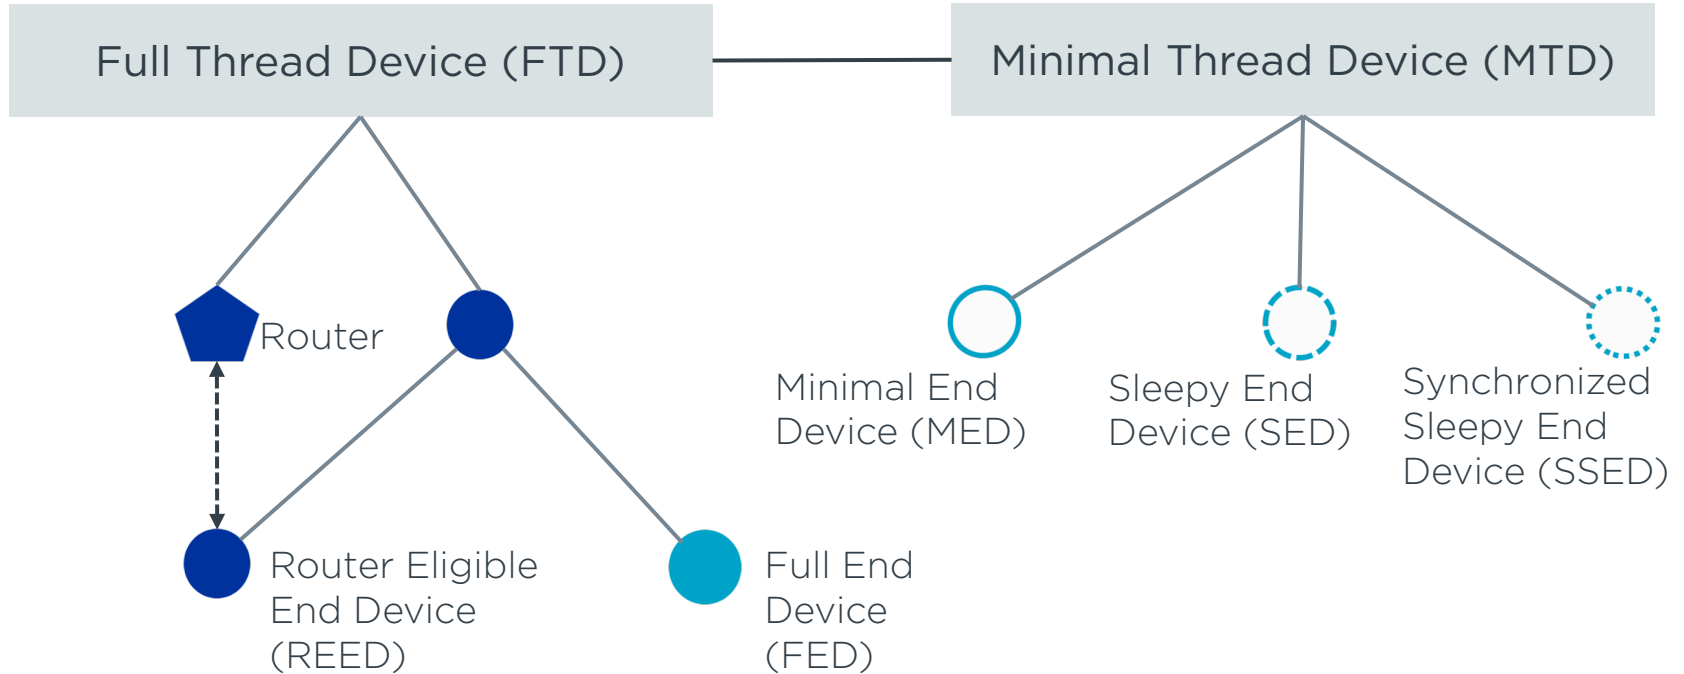 Full Thread Device (FTD)
Minimal Thread Device (MTD)
Router
Minimal End
Device (MED)
Sleepy End
Device (SED)
Synchronized
Sleepy End
Device (SSED)
Router Eligible
End Device
(REED)
Full End
Device
(FED)